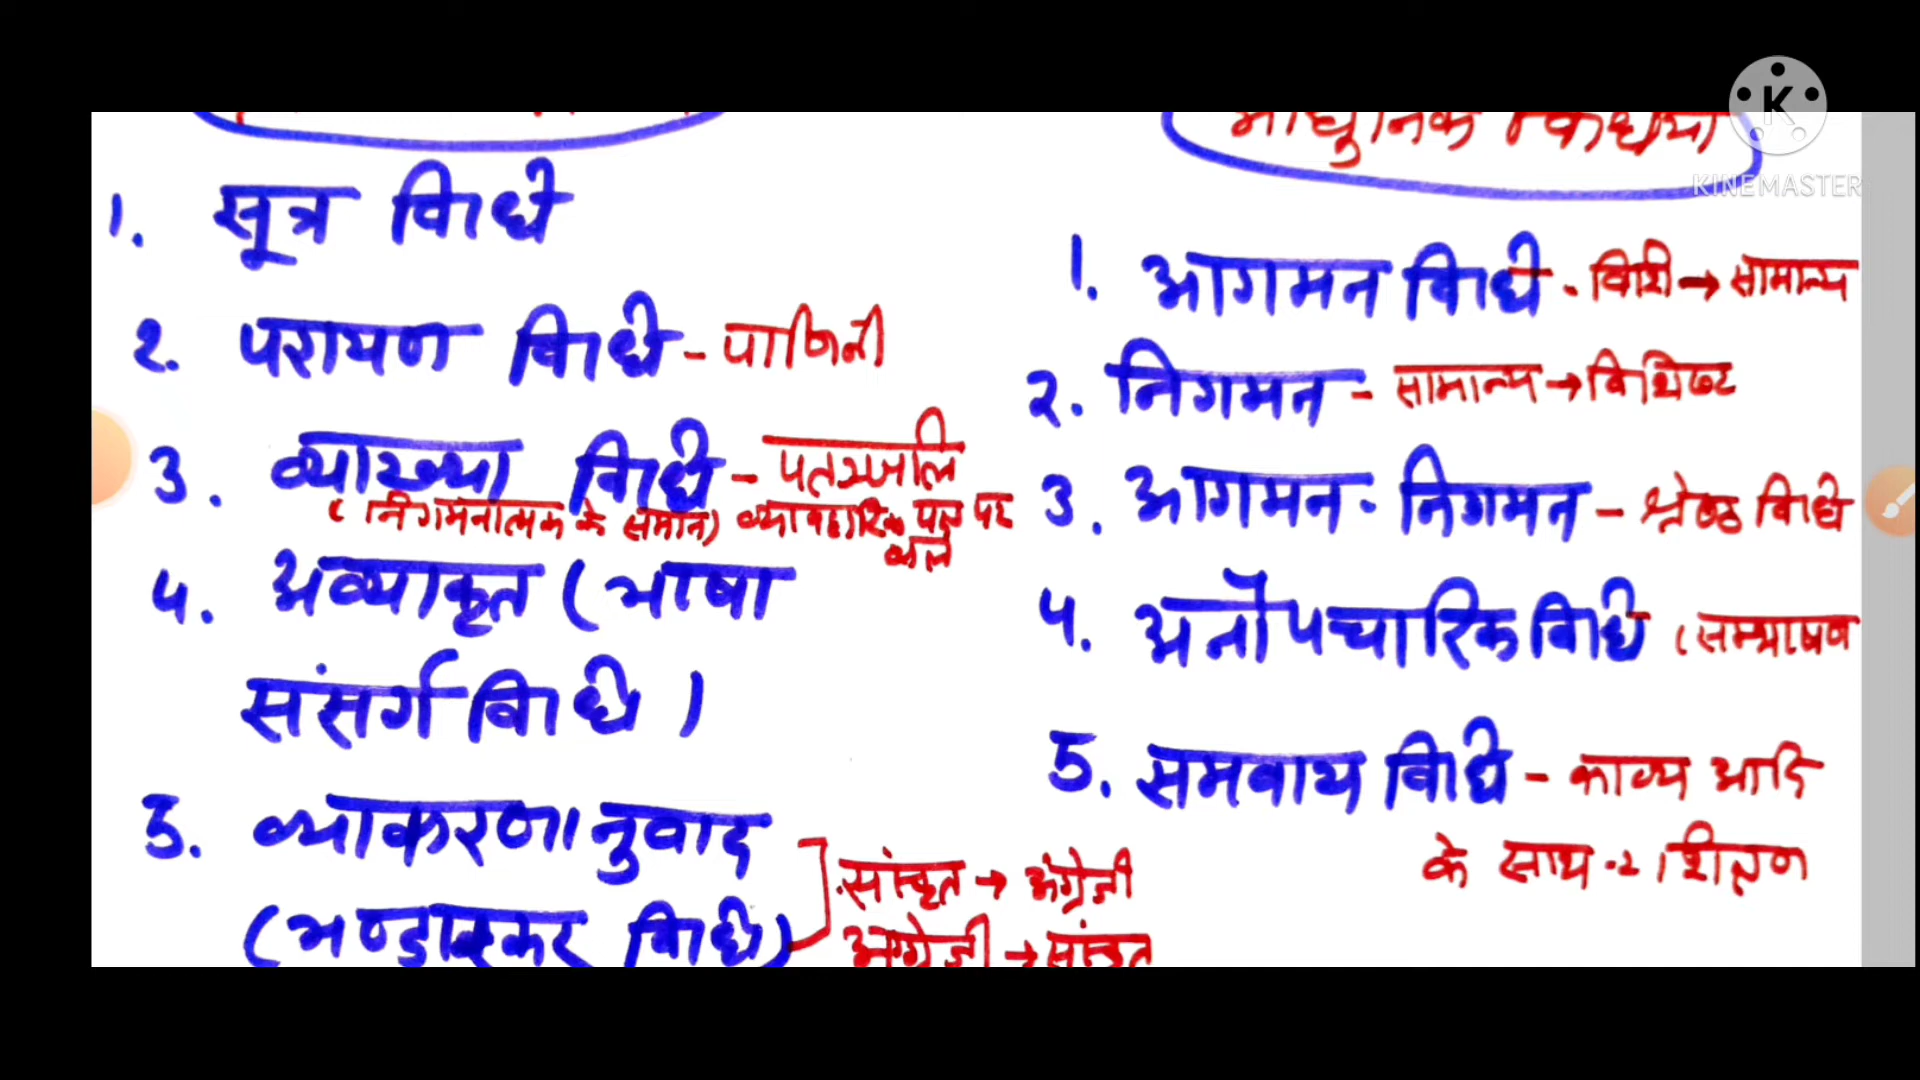 आधुनिक विधियाँ
1. सूत्र विधि
2. परायण विधि - पाणिनी
3. व्याख्या विधि - पतञ्जलि
(निगमनात्मक के समान) व्यावहारिक पक्ष पर
बल
4. अव्याकृत (भाषा
संसर्ग विधि)
5. व्याकरणानुवाद
(भण्डारकर विधि)
संस्कृत → अंग्रेजी
अंग्रेजी → संस्कृत
1. आगमन विधि - विशि → सामान्य
2. निगमन - सामान्य → विशिष्ट
3. आगमन - निगमन - श्रेष्ठ विधि
4. अनौपचारिक विधि (सम्भाषण
5. समवाय विधि - काव्य आदि
के साथ-2 शिक्षण
K
KINEMASTER